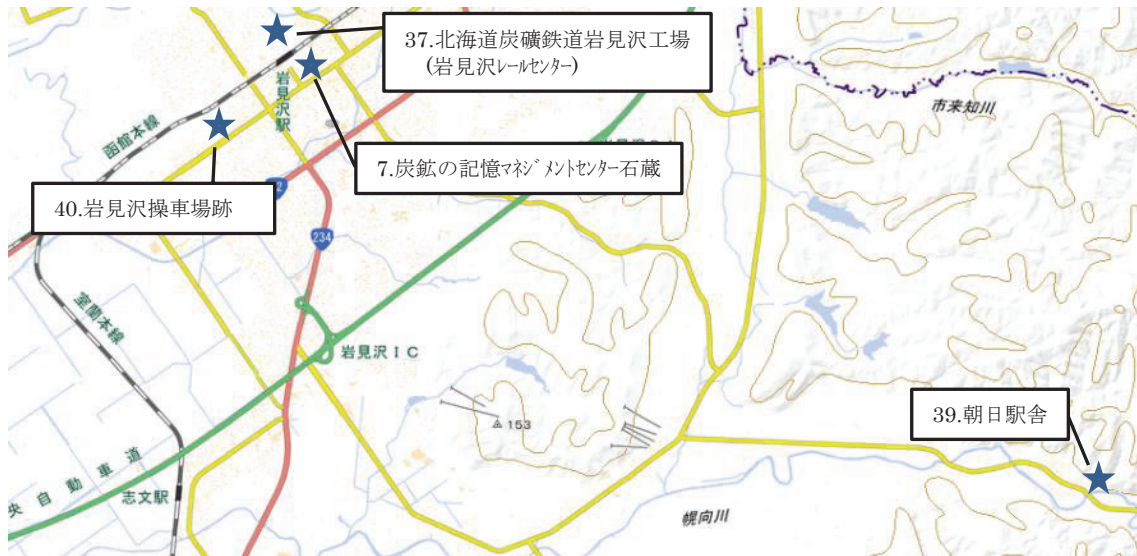 37.北海道炭礦鉄道岩見沢工場
(岩見沢ﾚｰﾙｾﾝﾀｰ)
市来知川
岩見沢駅
函館本線
7.炭鉱の記憶ﾏﾈｼﾞﾒﾝﾄｾﾝﾀｰ石蔵
40.岩見沢操車場跡
234
室蘭本線
岩見沢IC
39.朝日駅舎
153
央自動車道
志文駅
幌向川